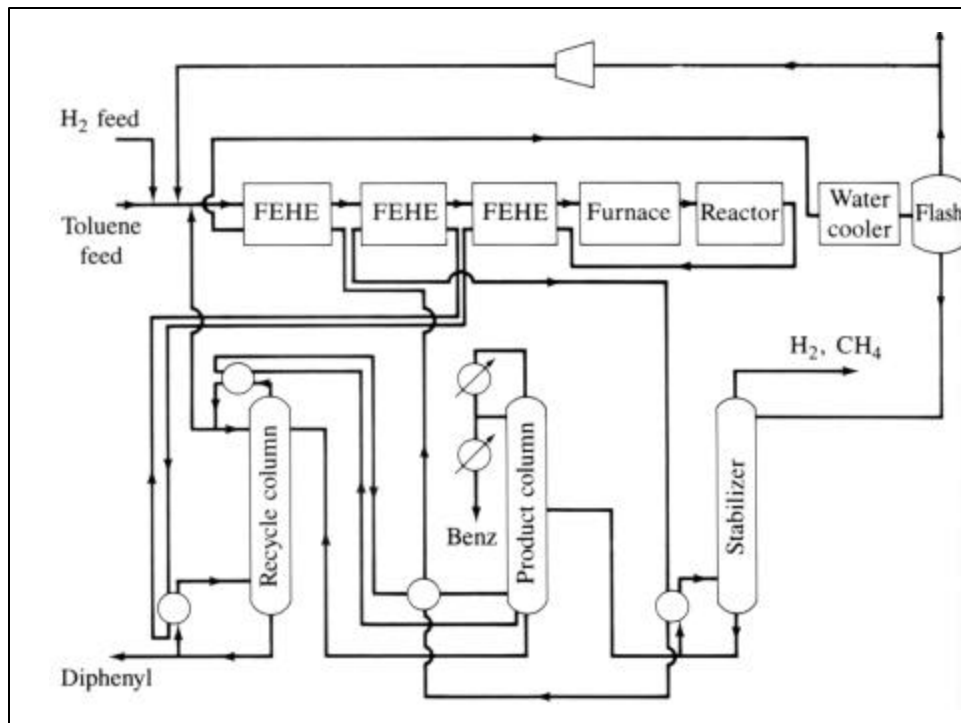 H2 feed
Toluene
feed
FEHE
FEHE
FEHE
Furnace
Reactor
Water
cooler
Flash
H2, CH4
Recycle column
Product column
Stabilizer
Benz
Diphenyl